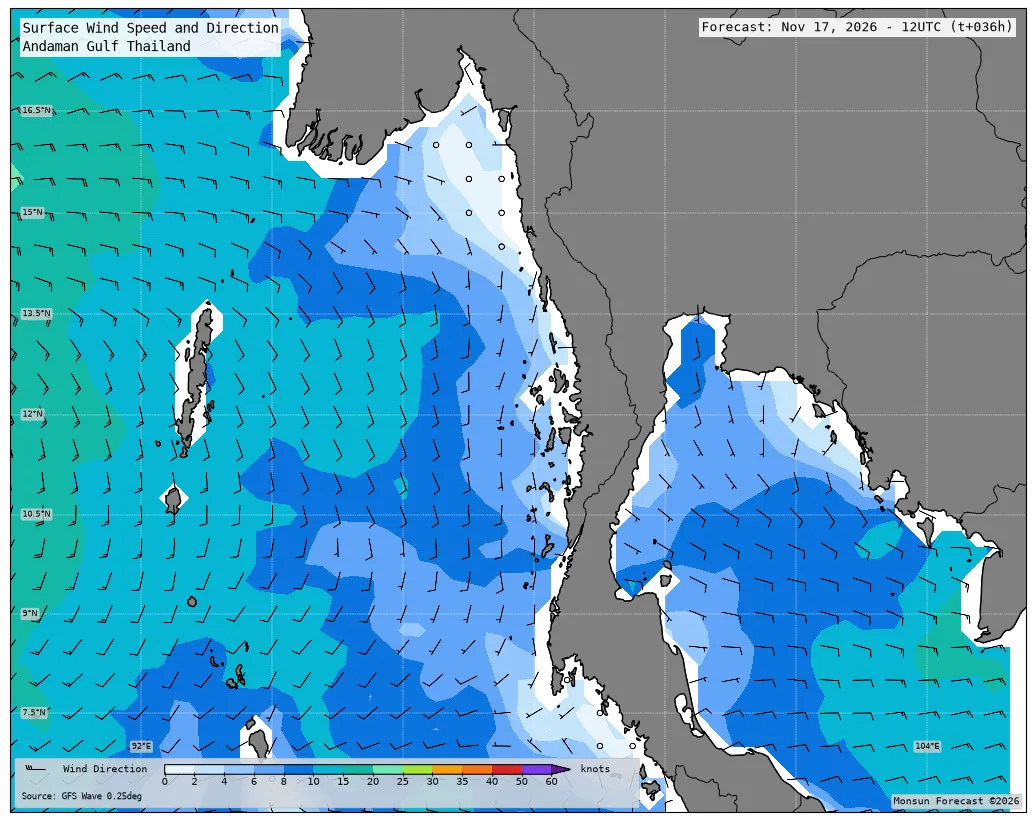 Surface Wind Speed and Direction
Andaman Gulf Thailand
Forecast: Nov 17, 2026 - 12UTC (t+036h)
16.5°N
15°N
13.5°N
12°N
10.5°N
9°N
7.5°N
92°E
104°E
Wind Direction
0 2 4 6 8 10 15 20 25 30 35 40 50 60 knots
Source: GFS Wave 0.25deg
Monsun Forecast ©2026